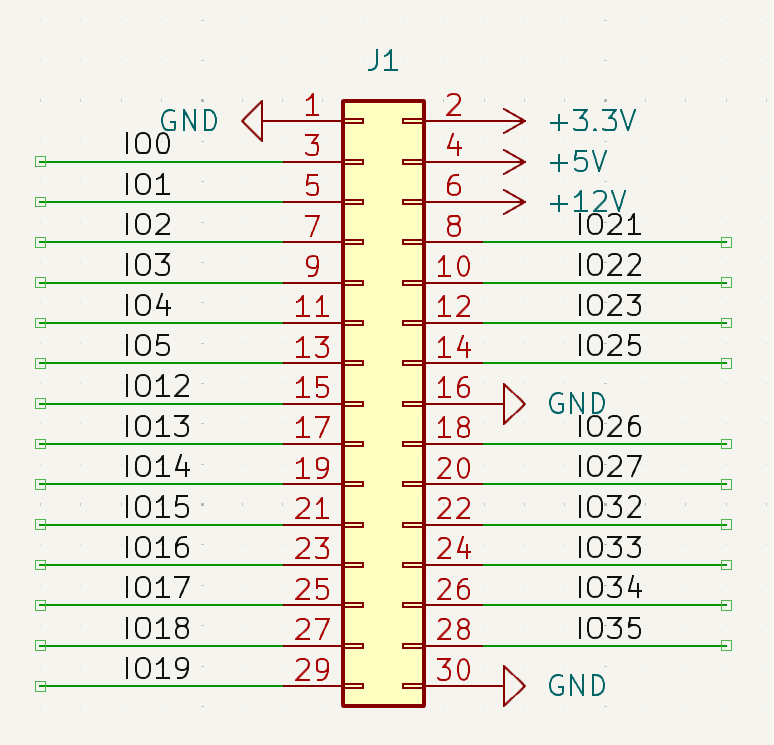 J1
GND 1 2 +3.3V
IO0 3 4 +5V
IO1 5 6 +12V
IO2 7 8 IO21
IO3 9 10 IO22
IO4 11 12 IO23
IO5 13 14 IO25
IO12 15 16 GND
IO13 17 18 IO26
IO14 19 20 IO27
IO15 21 22 IO32
IO16 23 24 IO33
IO17 25 26 IO34
IO18 27 28 IO35
IO19 29 30 GND